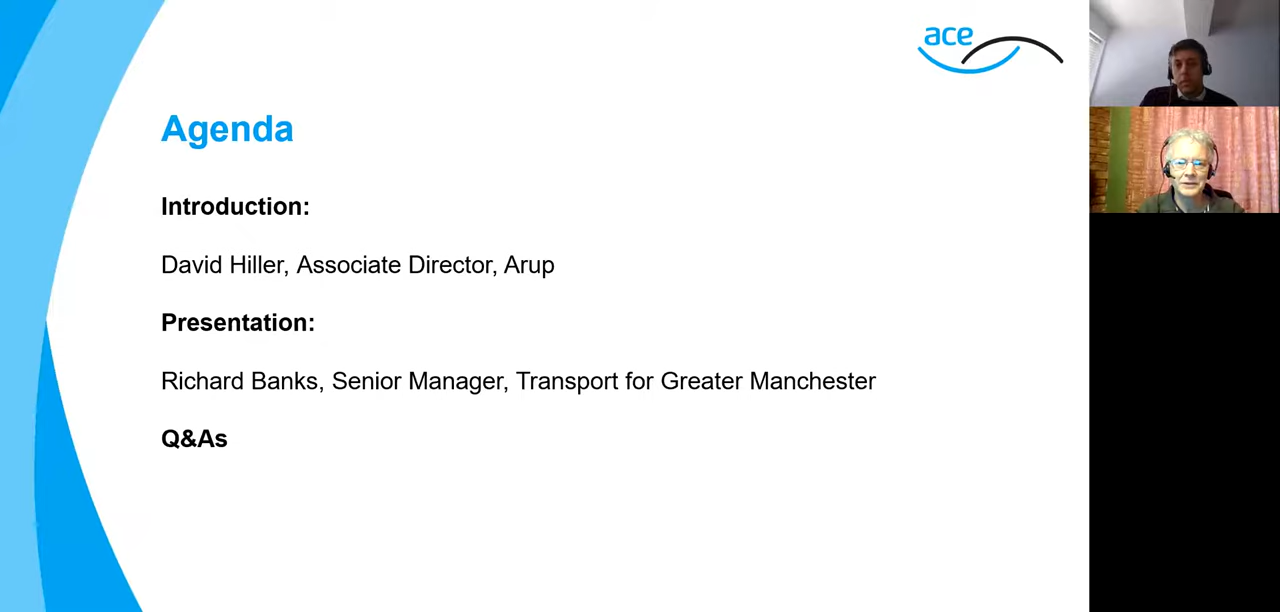 ace
Agenda
Introduction:
David Hiller, Associate Director, Arup
Presentation:
Richard Banks, Senior Manager, Transport for Greater Manchester
Q&As